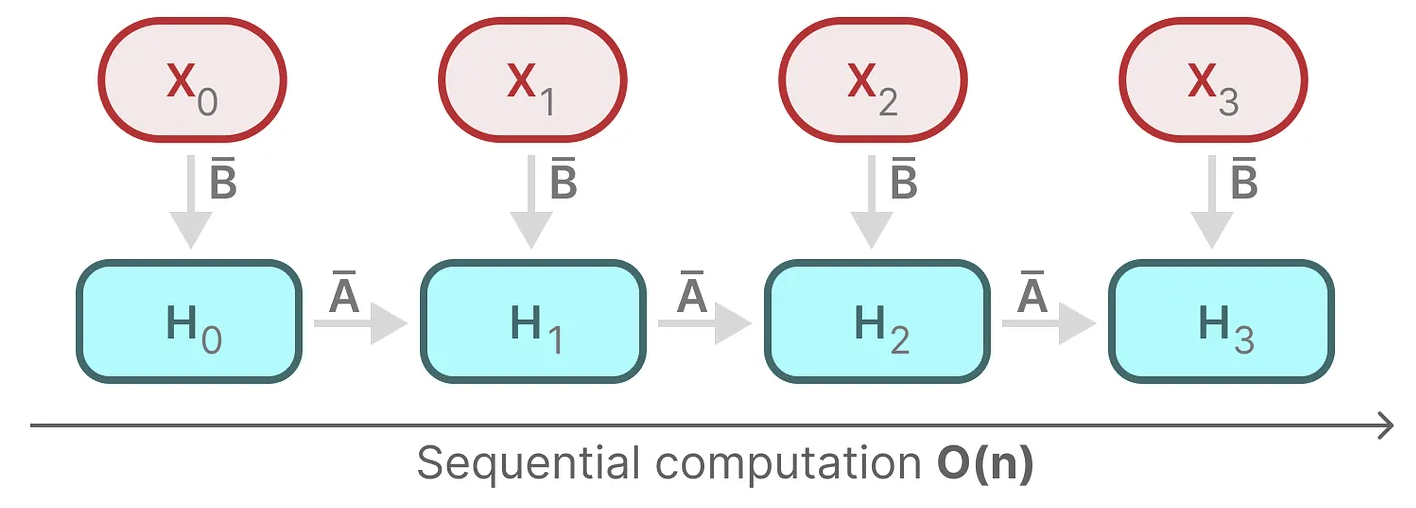 X₀ X₁ X₂ X₃
B̅ B̅ B̅ B̅
A̅ A̅ A̅
H₀ H₁ H₂ H₃
Sequential computation O(n)